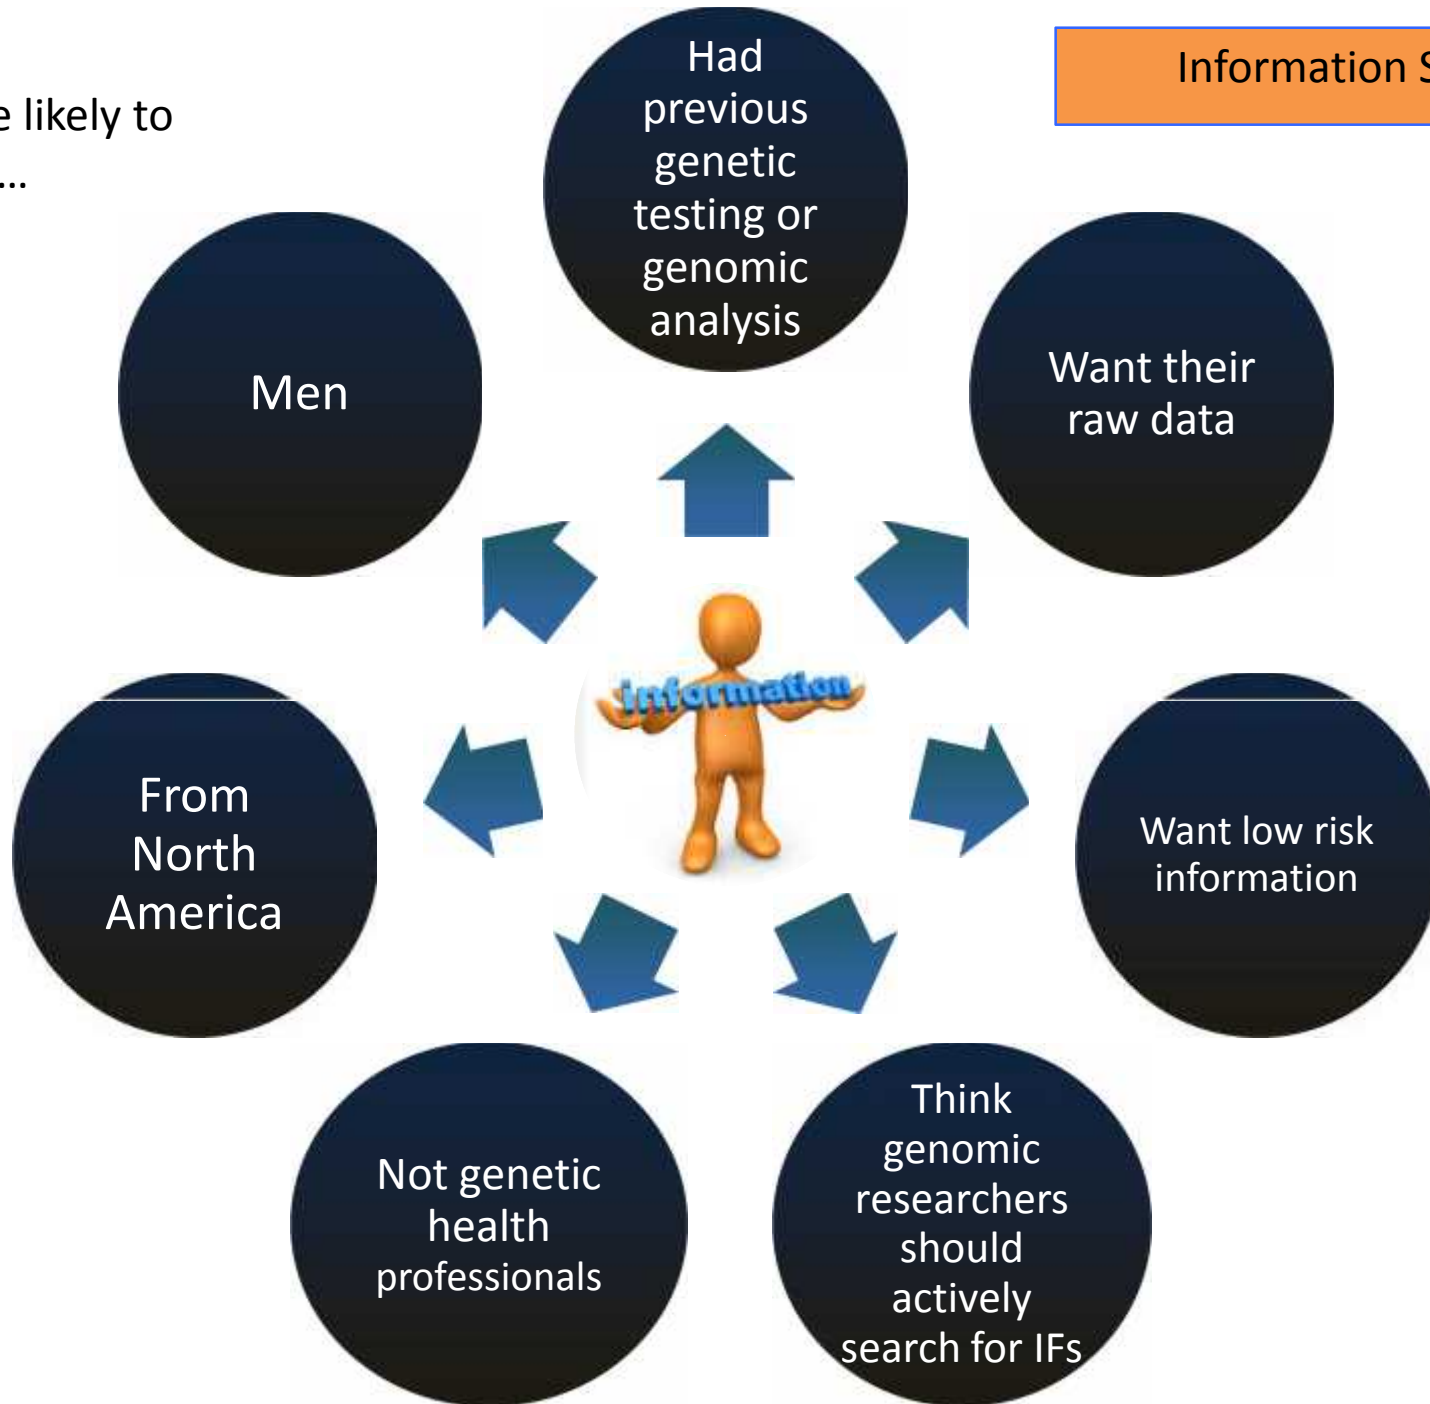 likely to
...
Information
Had
previous
genetic
testing or
genomic
analysis
Men
Want their
raw data
information
From
North
America
Want low risk
information
Not genetic
health
professionals
Think
genomic
researchers
should
actively
search for IFs